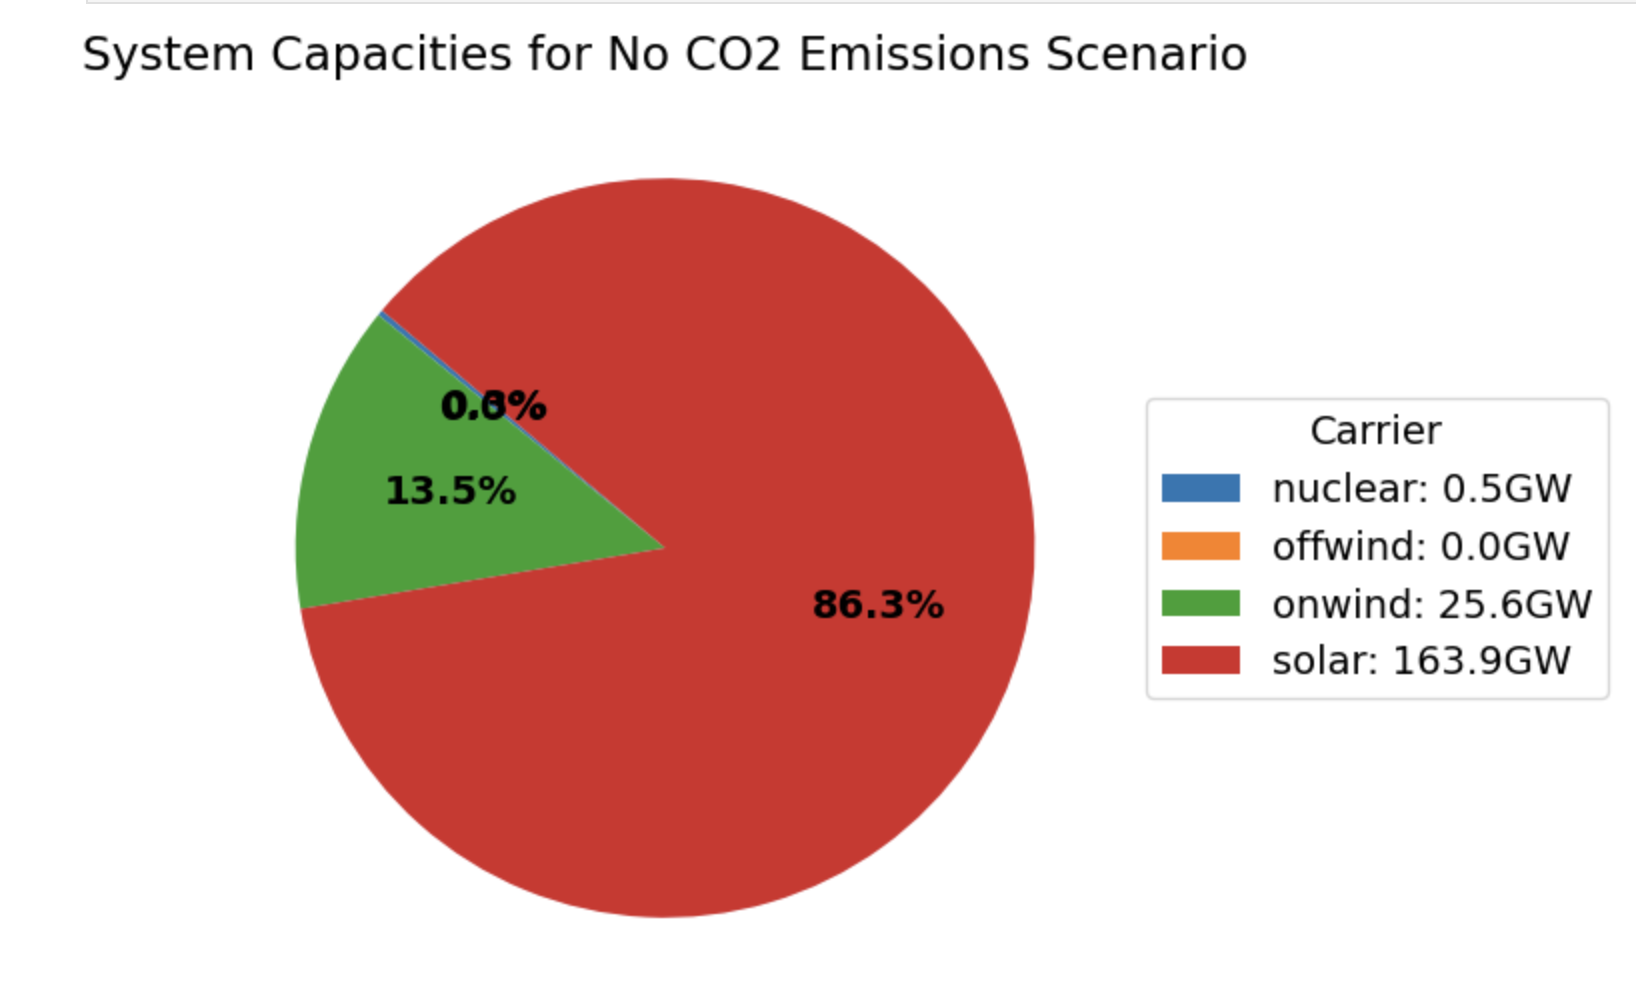 System Capacities for No CO2 Emissions Scenario
13.5%
86.3%
Carrier
nuclear: 0.5GW
offwind: 0.0GW
onwind: 25.6GW
solar: 163.9GW